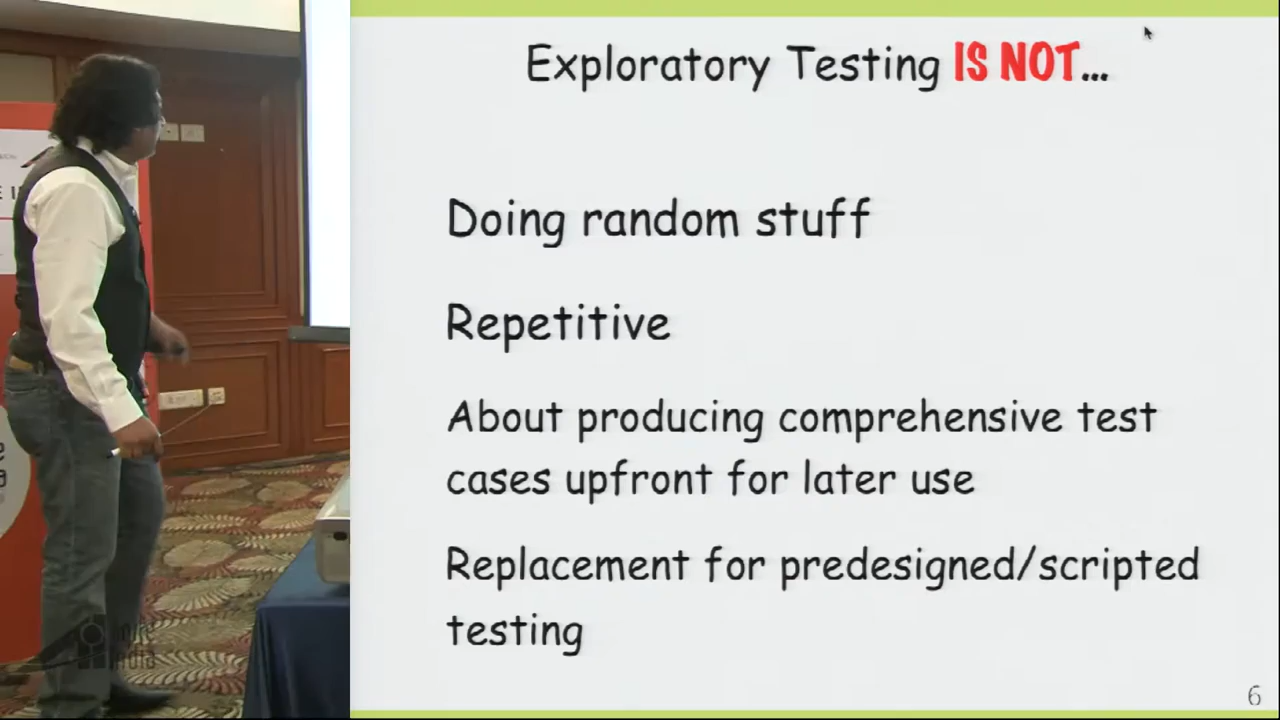 Exploratory Testing IS NOT...
Doing random stuff
Repetitive
About producing comprehensive test
cases upfront for later use
Replacement for predesigned/scripted
testing
6